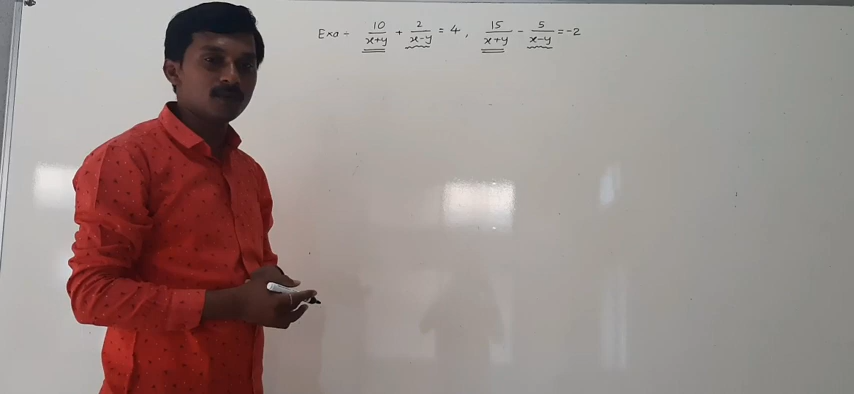 Exa ÷ 10/x+y + 2/x-y = 4, 15/x+y - 5/x-y = -2